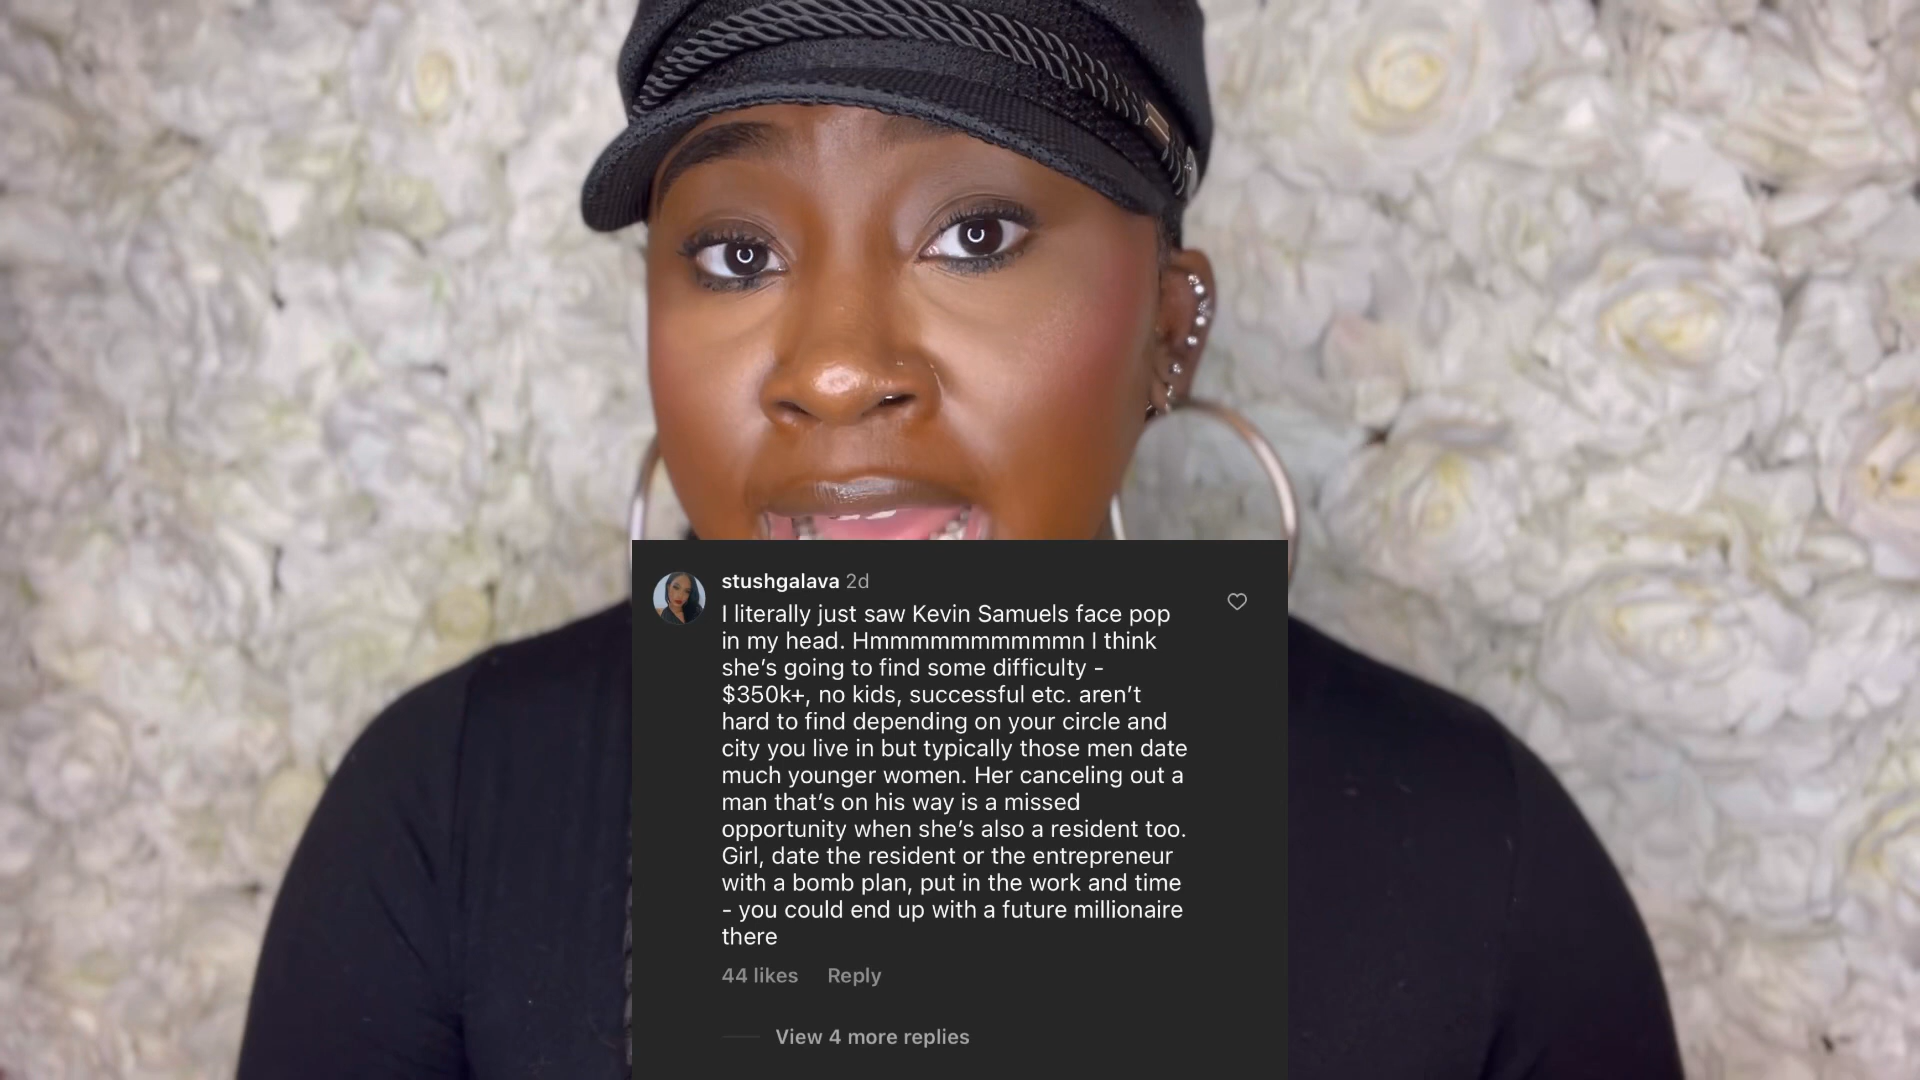 stushgalava 2d
I literally just saw Kevin Samuels face pop
in my head. Hmmmmmmmmmmn I think
she's going to find some difficulty -
$350k+, no kids, successful etc. aren't
hard to find depending on your circle and
city you live in but typically those men date
much younger women. Her canceling out a
man that's on his way is a missed
opportunity when she's also a resident too.
Girl, date the resident or the entrepreneur
with a bomb plan, put in the work and time
- you could end up with a future millionaire
there
44 likes Reply
View 4 more replies